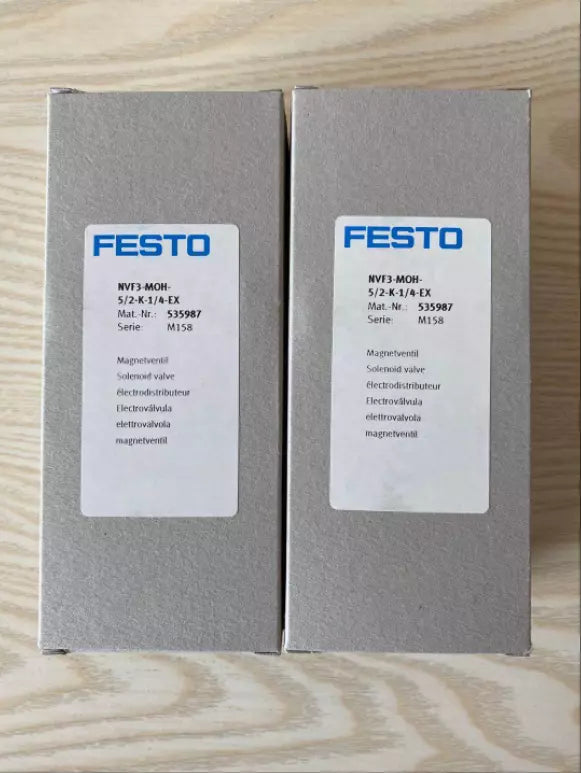 FESTO
NVF3-MOH-
5/2-K-1/4-EX
Mat.-Nr.: 535987
Serie: M158
Magnetventil
Solenoid valve
électrodistributeur
Electroválvula
elettrovalvola
magnetventil
FESTO
NVF3-MOH-
5/2-K-1/4-EX
Mat.-Nr.: 535987
Serie: M158
Magnetventil
Solenoid valve
électrodistributeur
Electroválvula
elettrovalvola
magnetventil